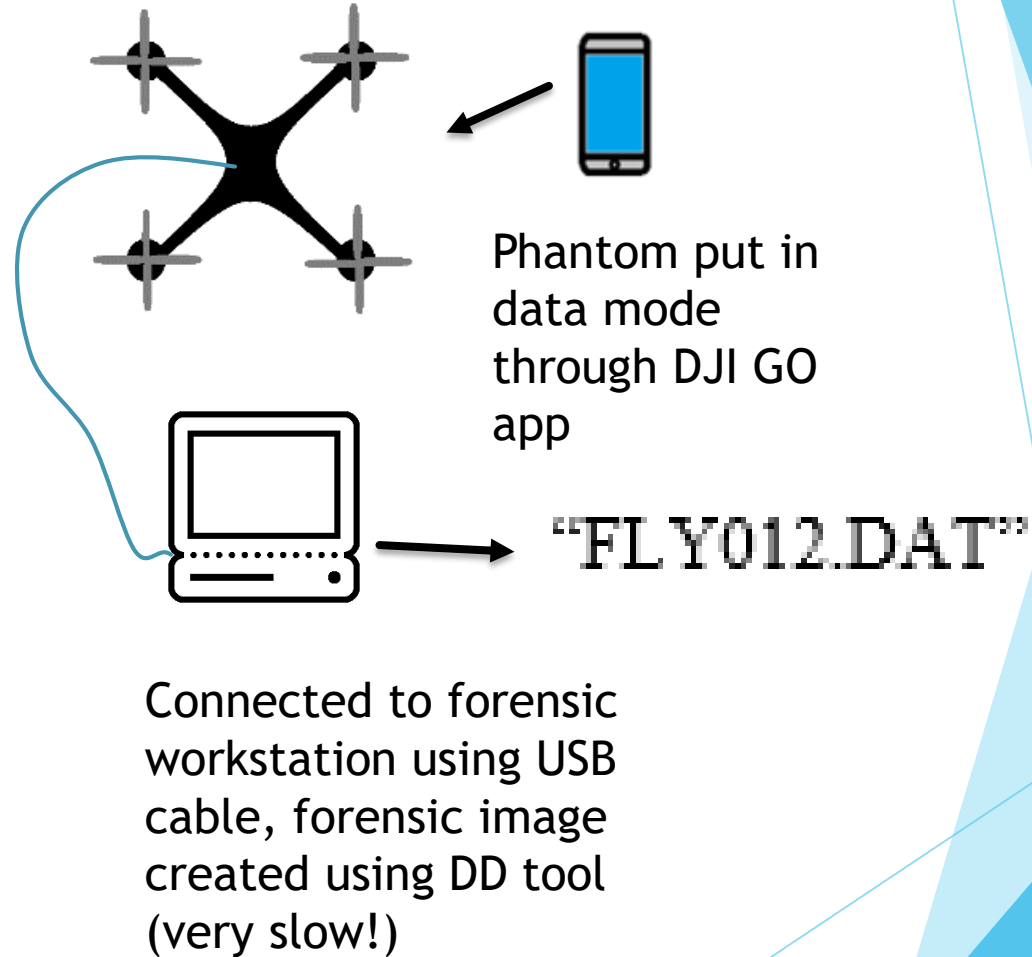 Phantom put in
data mode
through DJI GO
app
“FLY012.DAT”
Connected to forensic
workstation using USB
cable, forensic image
created using DD tool
(very slow!)